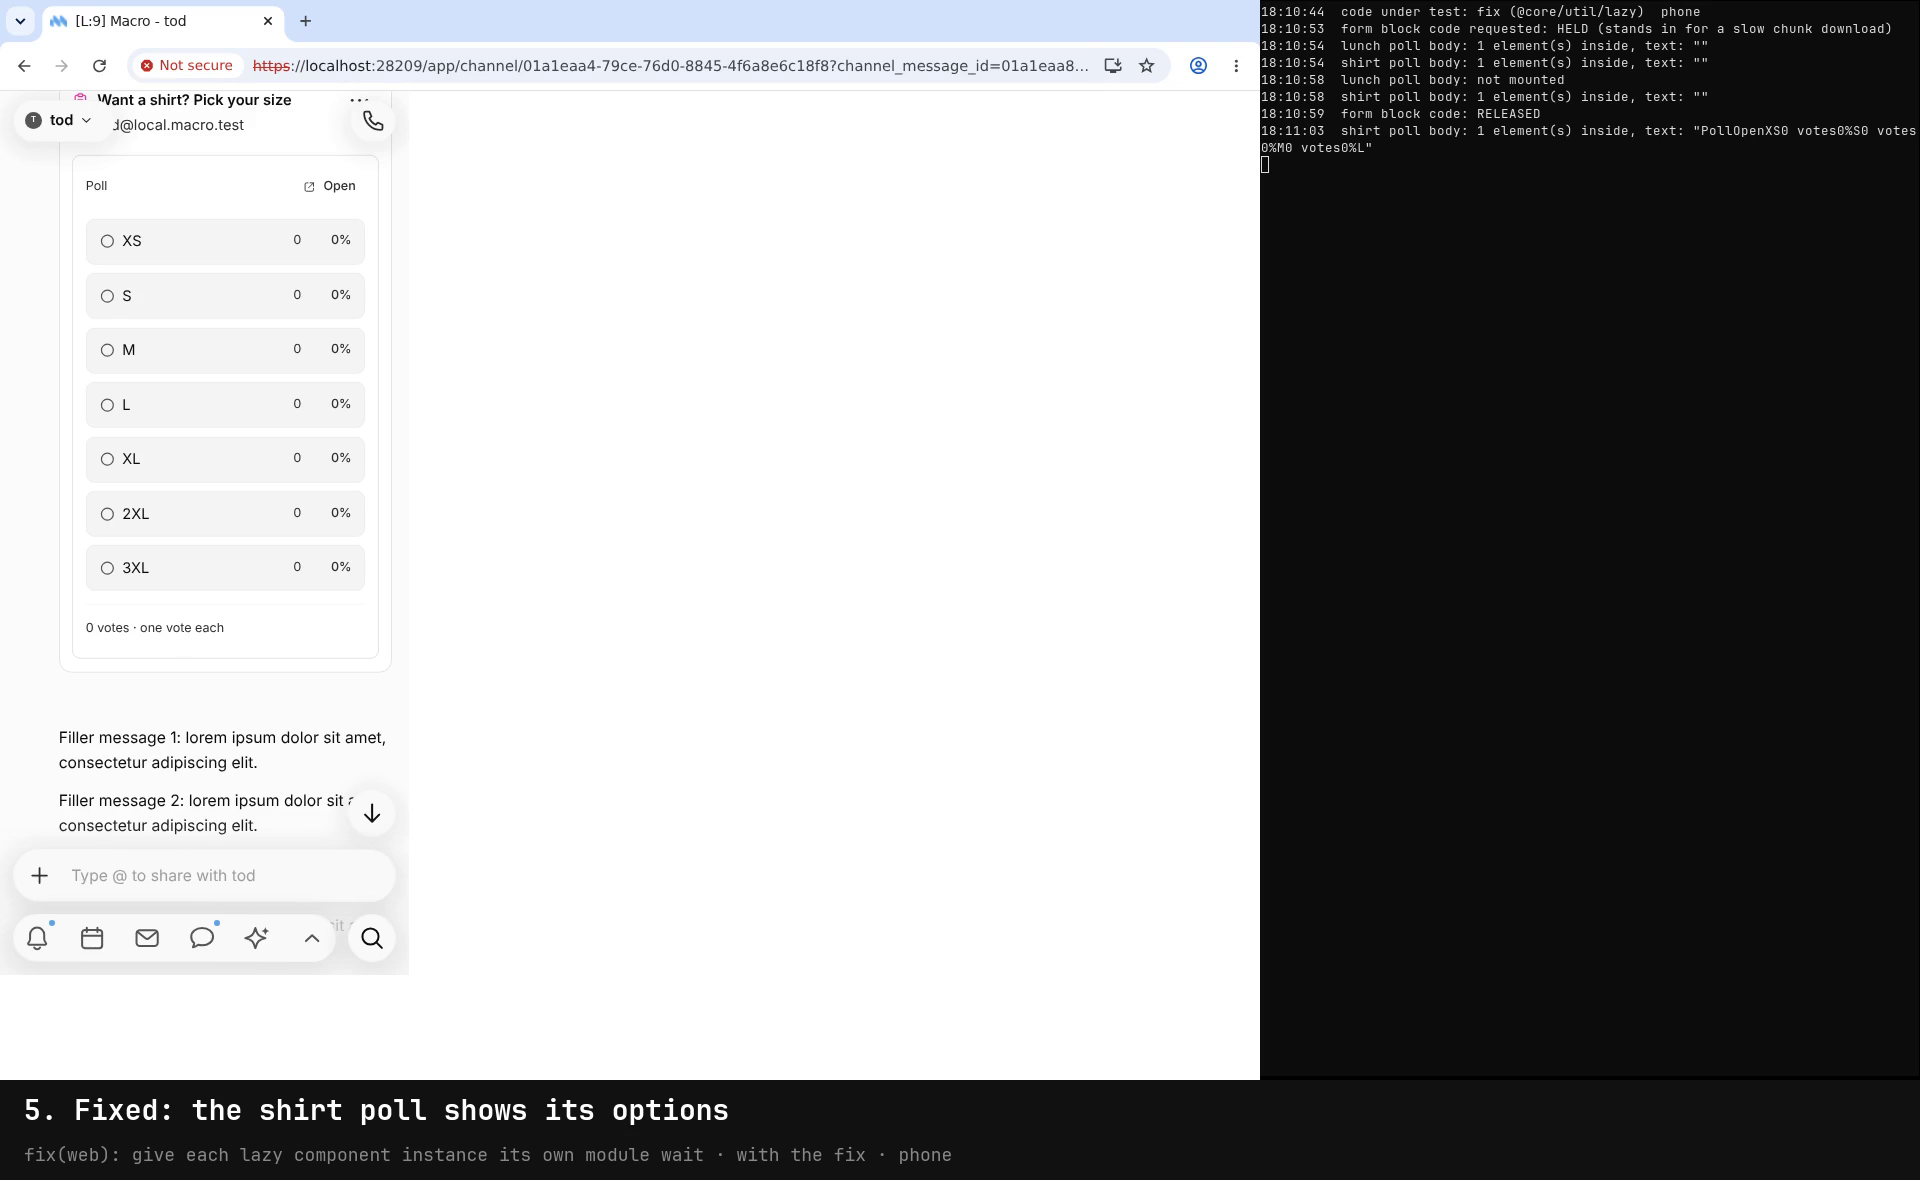 [L:9] Macro - tod
Not secure
https://localhost:28209/app/channel/01a1eaa4-79ce-76d0-8845-4f6a8e6c18f8?channel_message_id=01a1eaa8...
Want a shirt? Pick your size
T tod
d@local.macro.test
Poll Open
XS 0 0%
S 0 0%
M 0 0%
L 0 0%
XL 0 0%
2XL 0 0%
3XL 0 0%
0 votes · one vote each
Filler message 1: lorem ipsum dolor sit amet,
consectetur adipiscing elit.
Filler message 2: lorem ipsum dolor sit a
consectetur adipiscing elit.
Type @ to share with tod
sit a
18:10:44 code under test: fix (@core/util/lazy) phone
18:10:53 form block code requested: HELD (stands in for a slow chunk download)
18:10:54 lunch poll body: 1 element(s) inside, text: ""
18:10:54 shirt poll body: 1 element(s) inside, text: ""
18:10:58 lunch poll body: not mounted
18:10:58 shirt poll body: 1 element(s) inside, text: ""
18:10:59 form block code: RELEASED
18:11:03 shirt poll body: 1 element(s) inside, text: "PollOpenXS0 votes0%S0 votes
0%M0 votes0%L"
5. Fixed: the shirt poll shows its options
fix(web): give each lazy component instance its own module wait · with the fix · phone